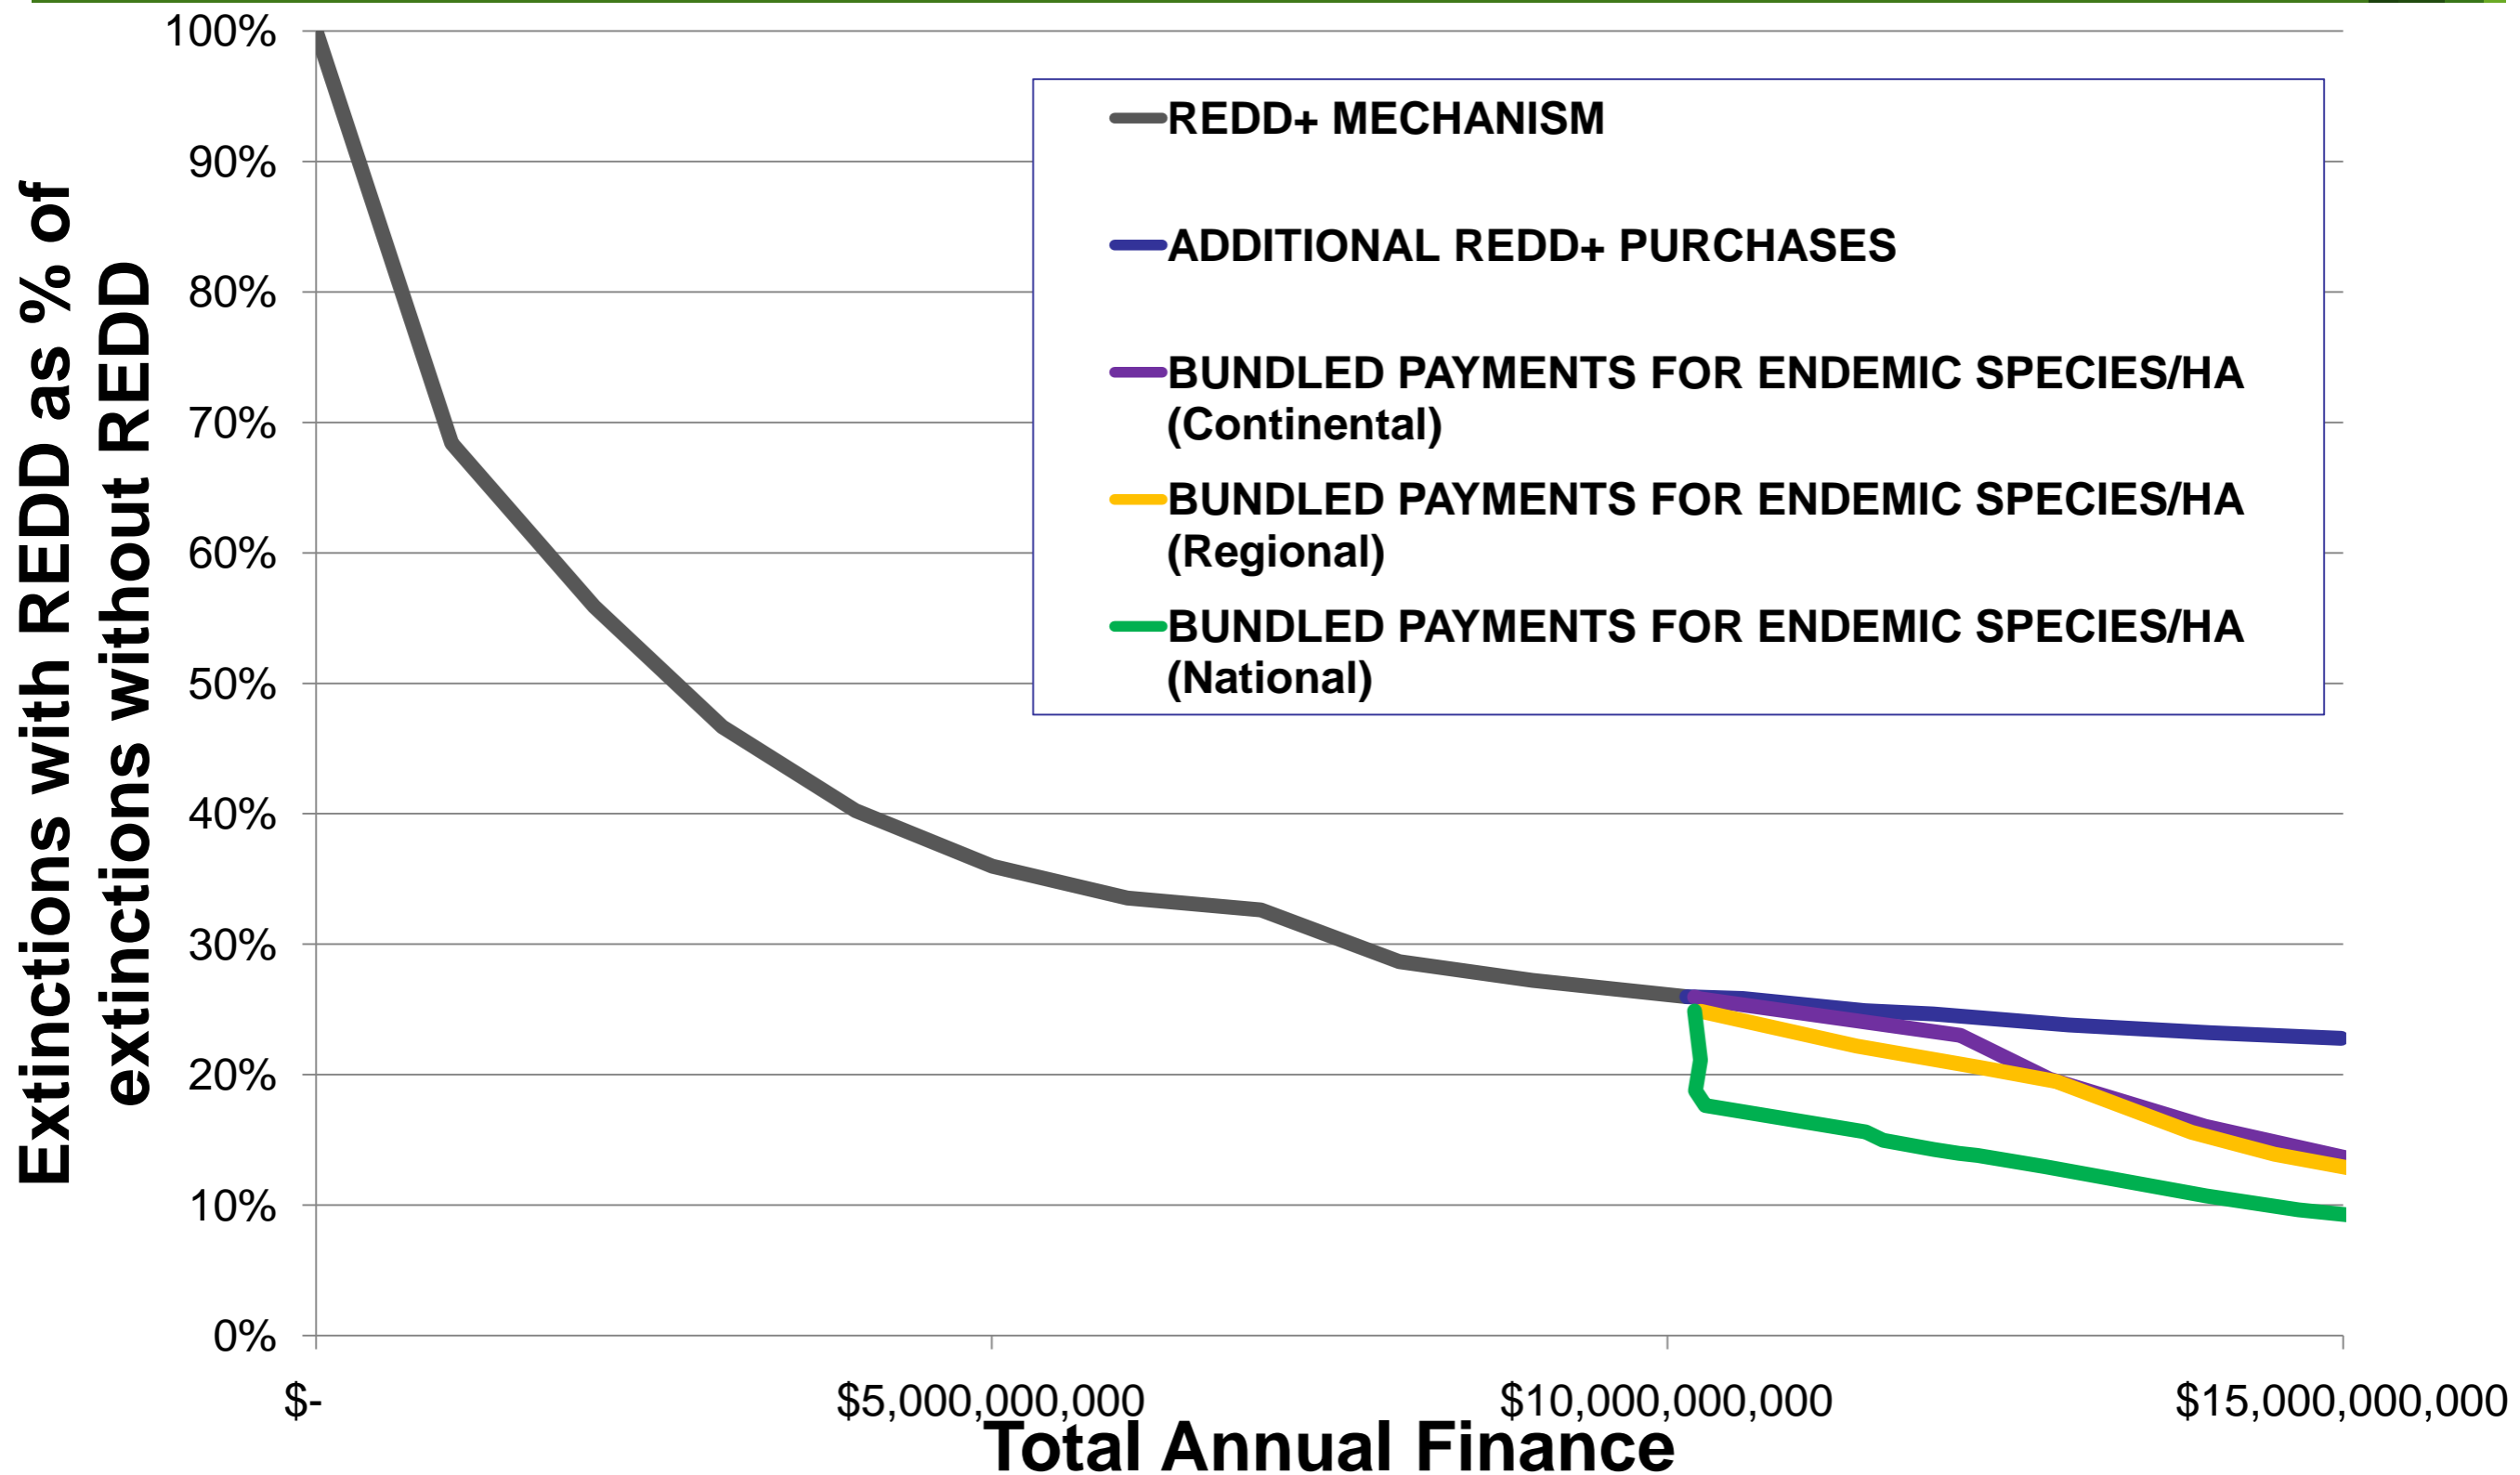 Extinctions with REDD as % of
extinctions without REDD
100%
90%
80%
70%
60%
50%
40%
30%
20%
10%
0%
REDD+ MECHANISM
ADDITIONAL REDD+ PURCHASES
BUNDLED PAYMENTS FOR ENDEMIC SPECIES/HA
(Continental)
BUNDLED PAYMENTS FOR ENDEMIC SPECIES/HA
(Regional)
BUNDLED PAYMENTS FOR ENDEMIC SPECIES/HA
(National)
$- $5,000,000,000 $10,000,000,000 $15,000,000,000
Total Annual Finance